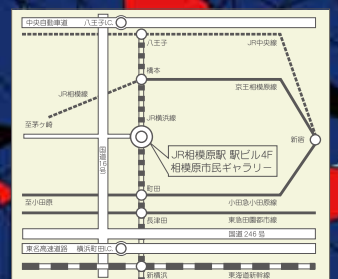 中央自動車道 八王子I.C.
八王子
JR中央線
橋本
JR相模線
京王相模原線
至茅ヶ崎
JR横浜線
新宿
国道16号
JR相模原駅 駅ビル4F
相模原市民ギャラリー
町田
至小田原
小田急小田原線
長津田
東急田園都市線
国道246号
東名高速道路 横浜町田I.C.
新横浜
東海道新幹線